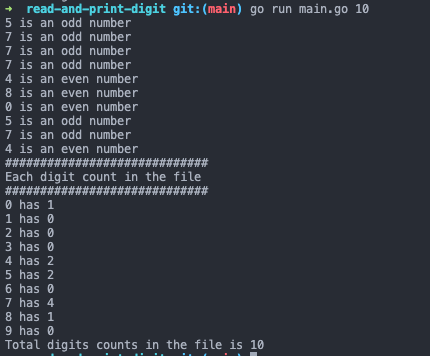 → read-and-print-digit git:(main) go run main.go 10
5 is an odd number
7 is an odd number
7 is an odd number
7 is an odd number
4 is an even number
8 is an even number
0 is an even number
5 is an odd number
7 is an odd number
4 is an even number
#############################
Each digit count in the file
#############################
0 has 1
1 has 0
2 has 0
3 has 0
4 has 2
5 has 2
6 has 0
7 has 4
8 has 1
9 has 0
Total digits counts in the file is 10